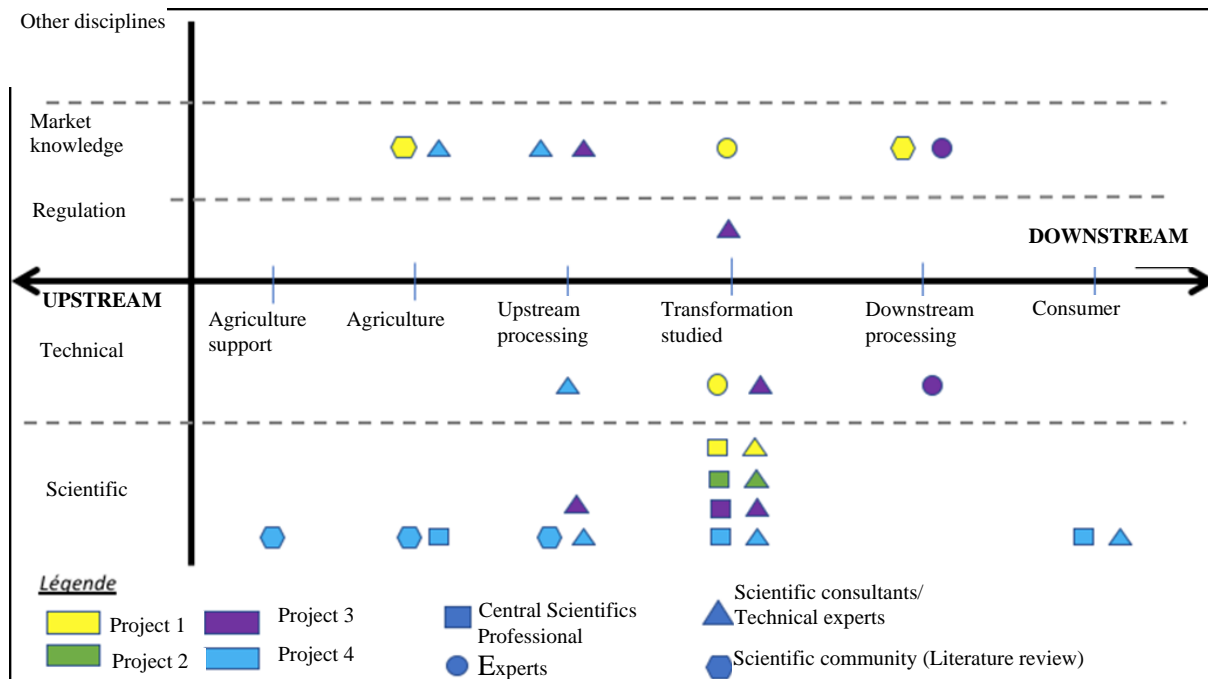 Other disciplines
Market
knowledge
Regulation
DOWNSTREAM
UPSTREAM
Agriculture
support
Agriculture
Upstream
processing
Transformation
studied
Downstream
processing
Consumer
Technical
Scientific
Légende
Project 1
Project 2
Project 3
Project 4
Central Scientifics
Professional
Experts
Scientific consultants/
Technical experts
Scientific community (Literature review)